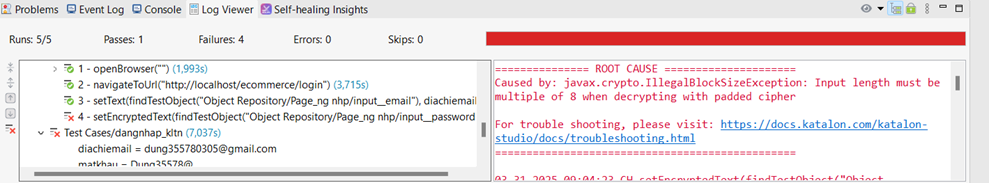 Problems Event Log Console Log Viewer Self-healing Insights
Runs: 5/5 Passes: 1 Failures: 4 Errors: 0 Skips: 0
1 - openBrowser("") (1,993s)
2 - navigateToUrl("http://localhost/ecommerce/login") (3,715s)
3 - setText(findTestObject("Object Repository/Page_ng nhp/input__email"), diachiemail
4 - setEncryptedText(findTestObject("Object Repository/Page_ng nhp/input__password
Test Cases/dangnhap_kltn (7,037s)
diachiemail = dung355780305@gmail.com
matkhau = Dung35578@
=============== ROOT CAUSE =====================
Caused by: javax.crypto.IllegalBlockSizeException: Input length must be
multiple of 8 when decrypting with padded cipher
For trouble shooting, please visit: https://docs.katalon.com/katalon-
studio/docs/troubleshooting.html
================================================
03-31-2025 09:04:23 CH setEncryptedText(findTestObject("Object